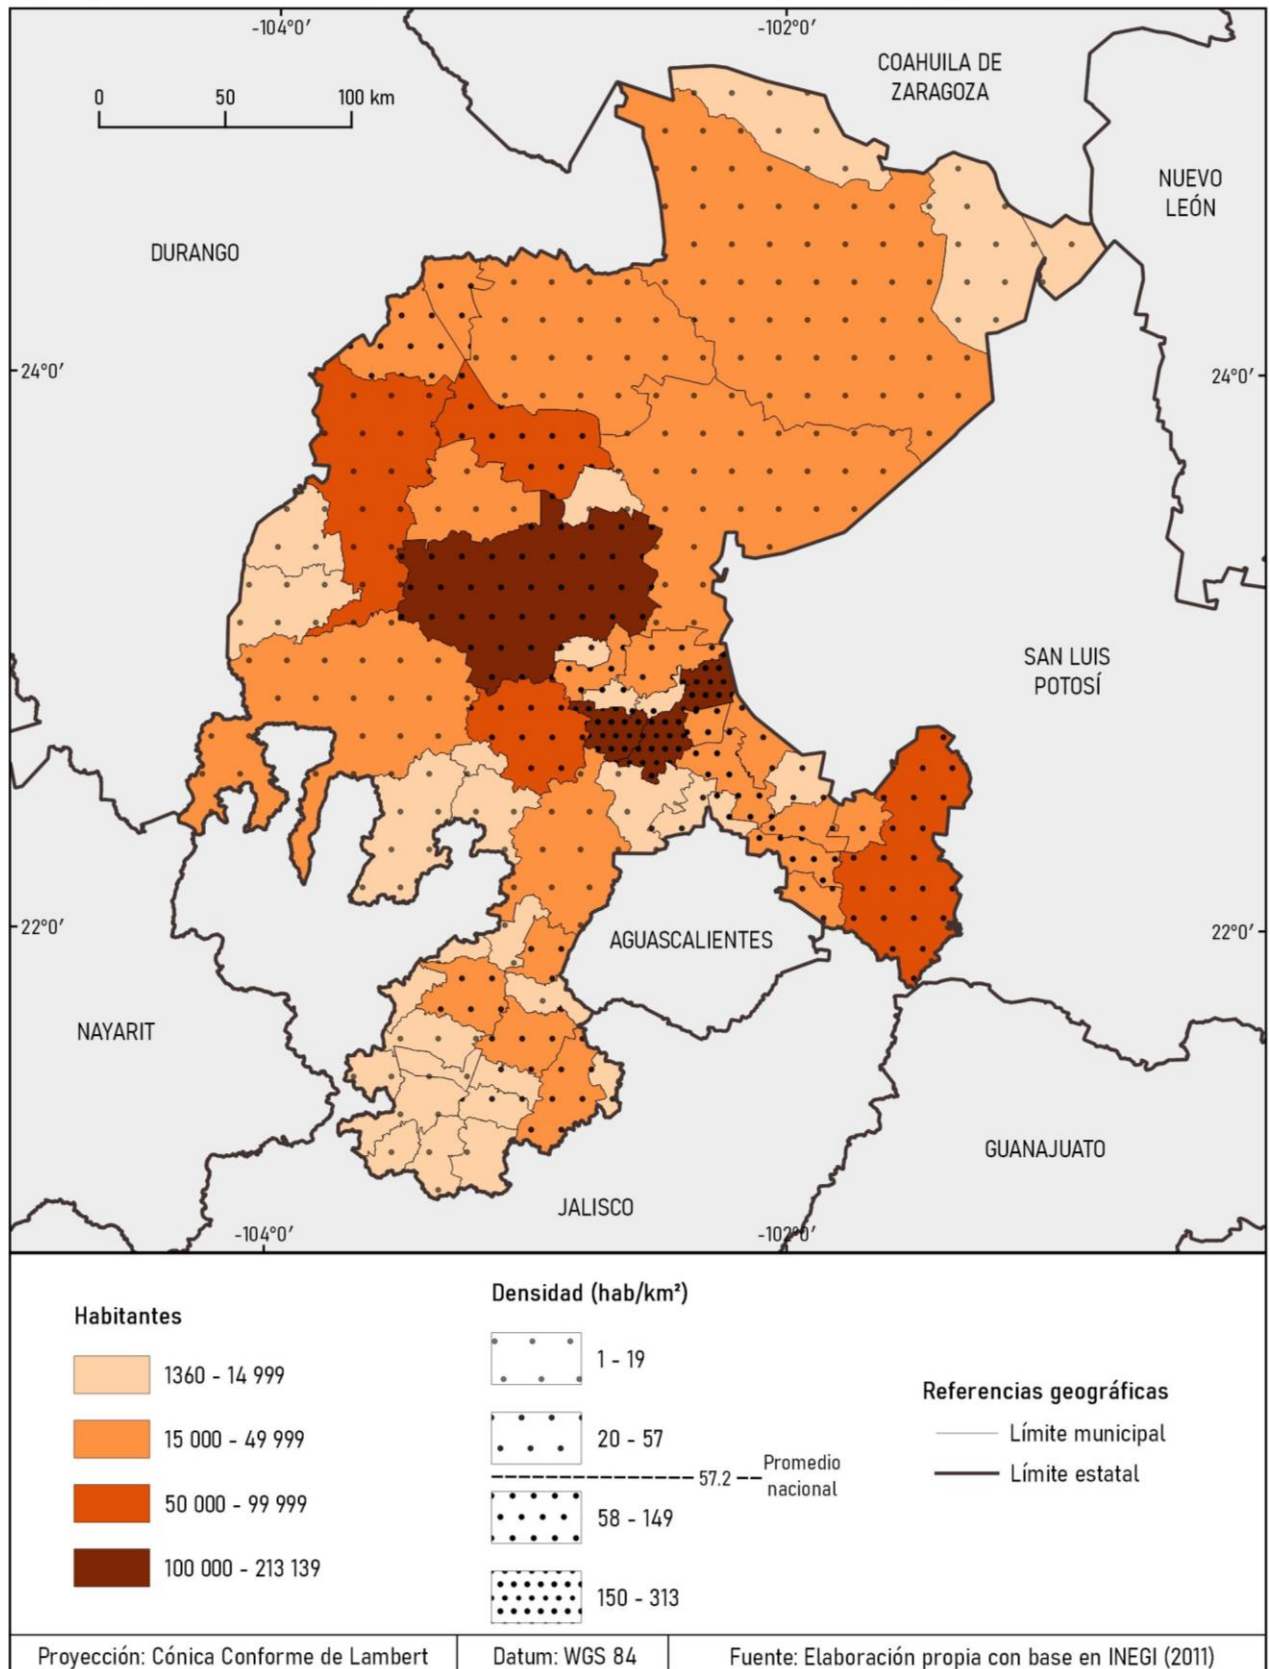 -104°0′
-102°0′
COAHUILA DE
ZARAGOZA
0
50
100 km
NUEVO
LEÓN
DURANGO
24°0′
24°0′
SAN LUIS
POTOSÍ
22°0′
22°0′
AGUASCALIENTES
NAYARIT
GUANAJUATO
JALISCO
-104°0′
-102°0′
Habitantes
1360 - 14 999
15 000 - 49 999
50 000 - 99 999
100 000 - 213 139
Densidad (hab/km²)
1 - 19
20 - 57
57.2
Promedio
nacional
58 - 149
150 - 313
Referencias geográficas
Límite municipal
Límite estatal
Proyección: Cónica Conforme de Lambert
Datum: WGS 84
Fuente: Elaboración propia con base en INEGI (2011)